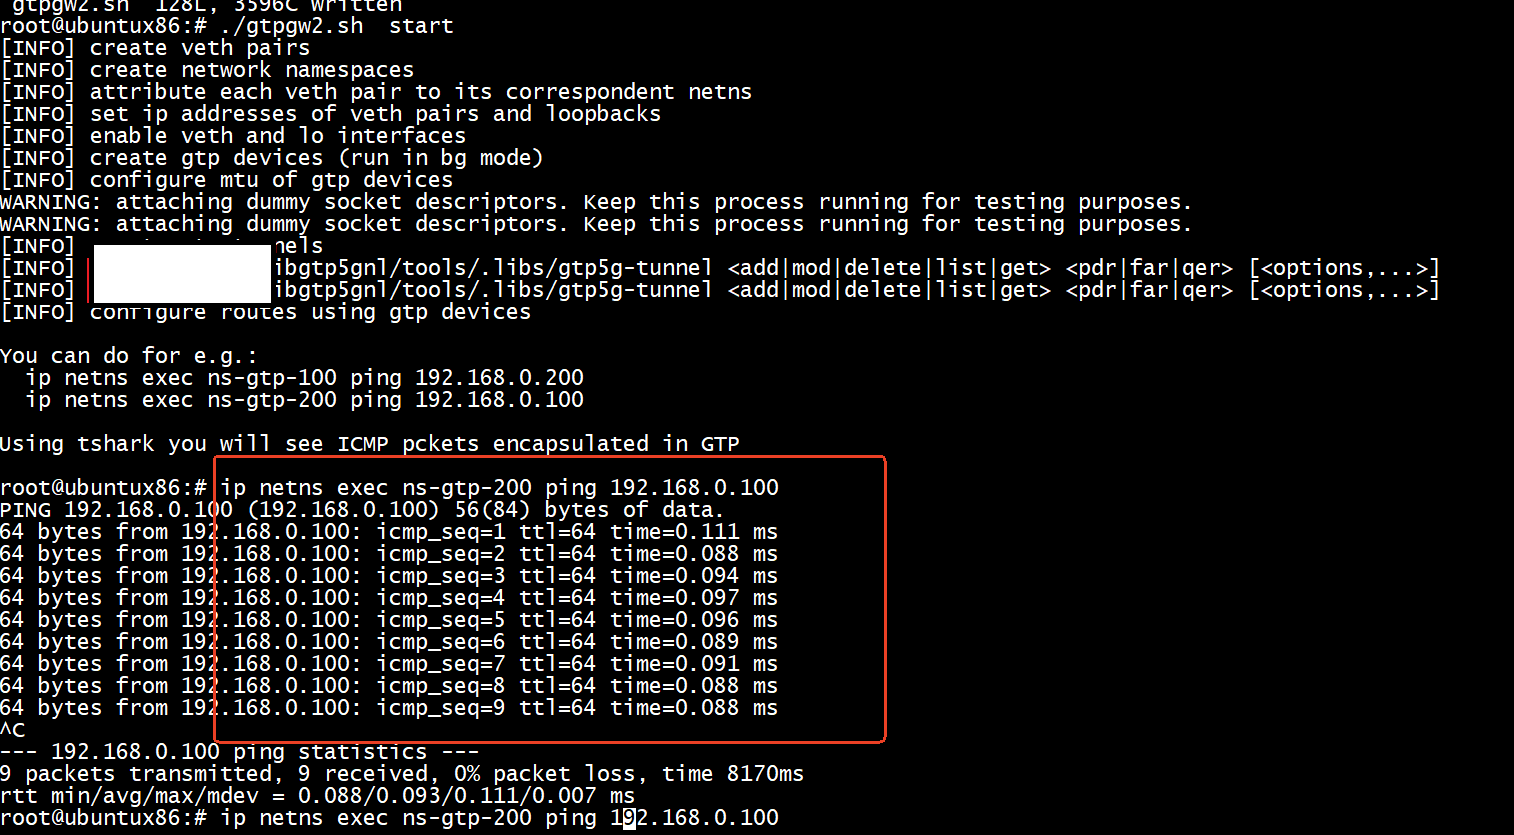 gtpgw2.sh  128L, 3596C written
root@ubuntux86:# ./gtpgw2.sh  start
[INFO] create veth pairs
[INFO] create network namespaces
[INFO] attribute each veth pair to its correspondent netns
[INFO] set ip addresses of veth pairs and loopbacks
[INFO] enable veth and lo interfaces
[INFO] create gtp devices (run in bg mode)
[INFO] configure mtu of gtp devices
WARNING: attaching dummy socket descriptors. Keep this process running for testing purposes.
WARNING: attaching dummy socket descriptors. Keep this process running for testing purposes.
[INFO] nels
[INFO] ibgtp5gnl/tools/.libs/gtp5g-tunnel <add|mod|delete|list|get> <pdr|far|qer> [<options,...>]
[INFO] ibgtp5gnl/tools/.libs/gtp5g-tunnel <add|mod|delete|list|get> <pdr|far|qer> [<options,...>]
[INFO] configure routes using gtp devices
You can do for e.g.:
ip netns exec ns-gtp-100 ping 192.168.0.200
ip netns exec ns-gtp-200 ping 192.168.0.100
Using tshark you will see ICMP pckets encapsulated in GTP
root@ubuntux86:# ip netns exec ns-gtp-200 ping 192.168.0.100
PING 192.168.0.100 (192.168.0.100) 56(84) bytes of data.
64 bytes from 192.168.0.100: icmp_seq=1 ttl=64 time=0.111 ms
64 bytes from 192.168.0.100: icmp_seq=2 ttl=64 time=0.088 ms
64 bytes from 192.168.0.100: icmp_seq=3 ttl=64 time=0.094 ms
64 bytes from 192.168.0.100: icmp_seq=4 ttl=64 time=0.097 ms
64 bytes from 192.168.0.100: icmp_seq=5 ttl=64 time=0.096 ms
64 bytes from 192.168.0.100: icmp_seq=6 ttl=64 time=0.089 ms
64 bytes from 192.168.0.100: icmp_seq=7 ttl=64 time=0.091 ms
64 bytes from 192.168.0.100: icmp_seq=8 ttl=64 time=0.088 ms
64 bytes from 192.168.0.100: icmp_seq=9 ttl=64 time=0.088 ms
^C
--- 192.168.0.100 ping statistics ---
9 packets transmitted, 9 received, 0% packet loss, time 8170ms
rtt min/avg/max/mdev = 0.088/0.093/0.111/0.007 ms
root@ubuntux86:# ip netns exec ns-gtp-200 ping 192.168.0.100